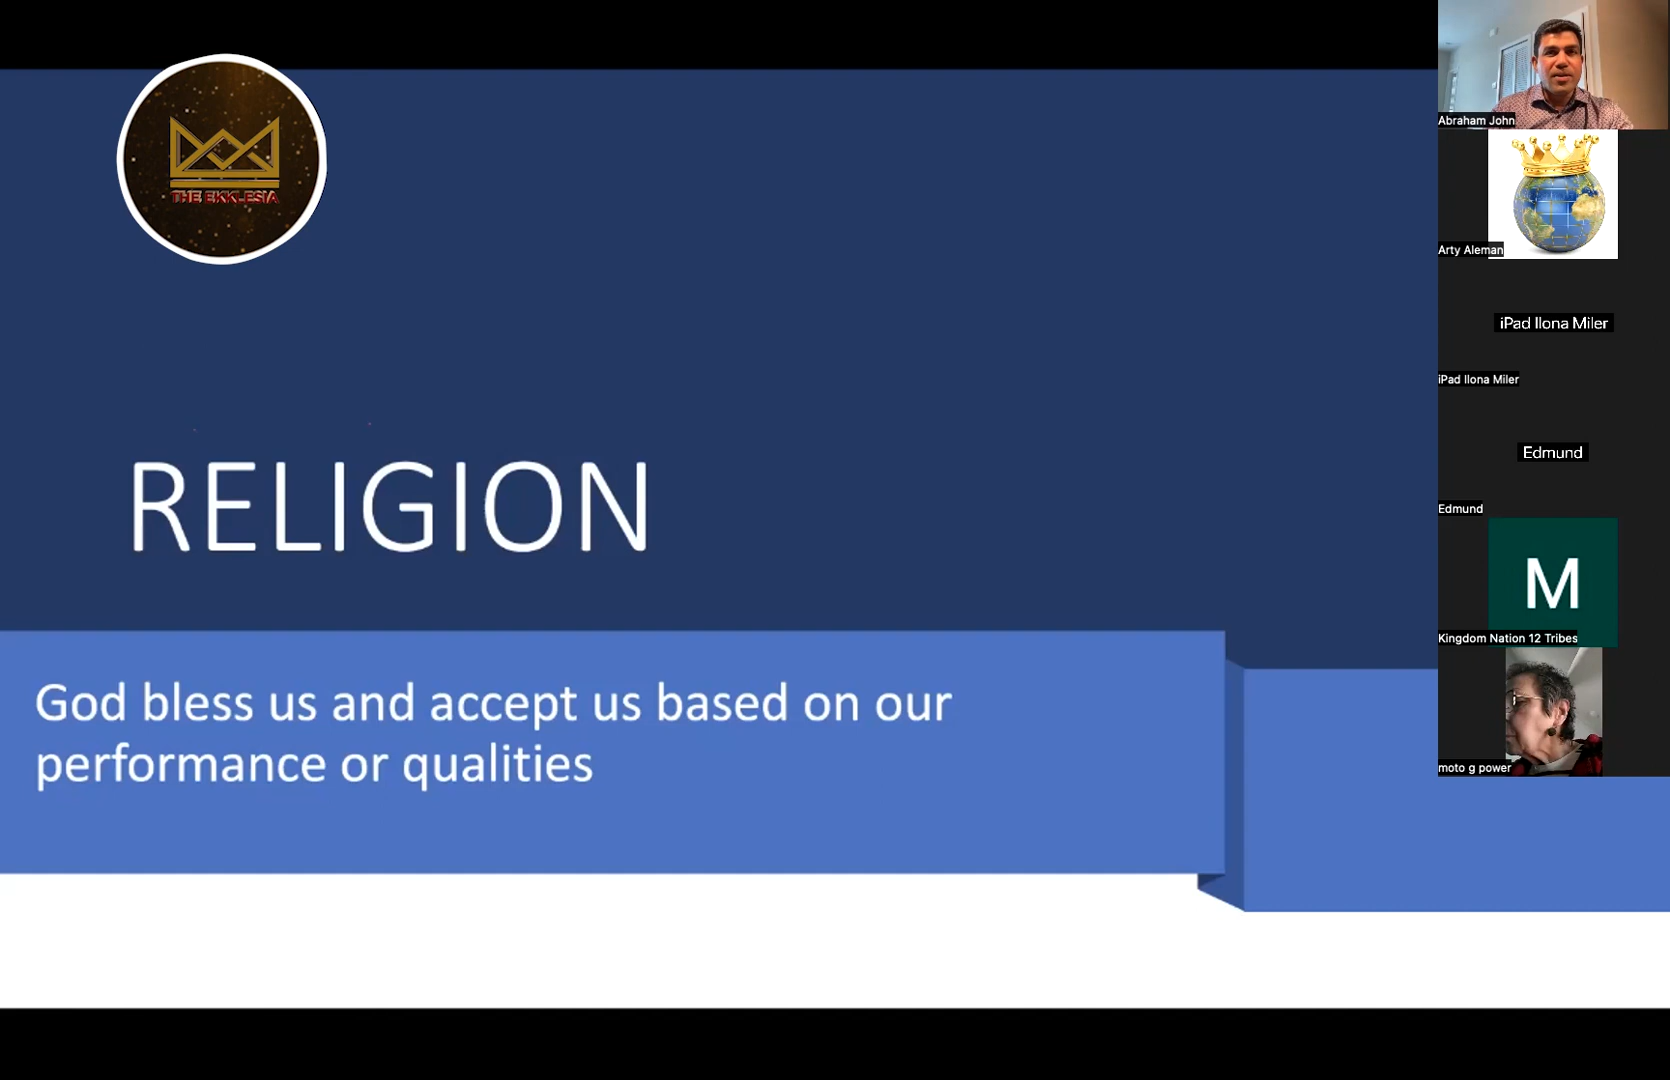 THE EKKLESIA
RELIGION
God bless us and accept us based on our
performance or qualities
Abraham John
Arty Aleman
iPad Ilona Miler
iPad Ilona Miler
Edmund
Edmund
M
Kingdom Nation 12 Tribes
moto g power